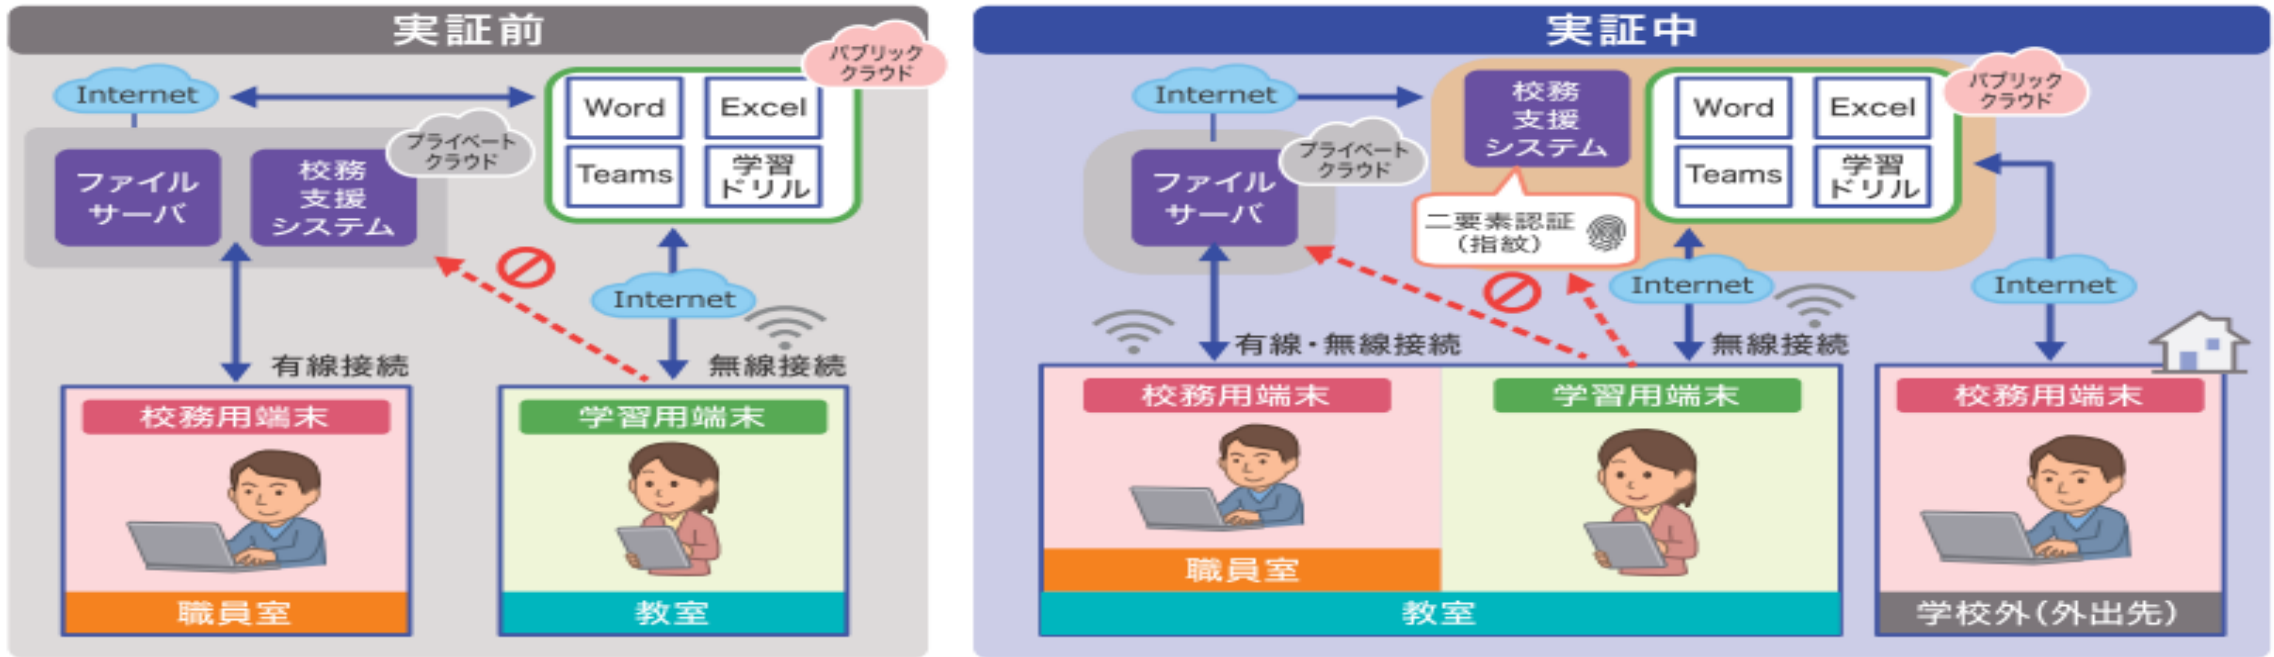 実証前
パブリック
クラウド
Internet
Word
Excel
Teams
学習
ドリル
プライベート
クラウド
ファイル
サーバ
校務
支援
システム
Internet
有線接続
無線接続
校務用端末
学習用端末
職員室
教室
実証中
Internet
校務
支援
システム
Word
Excel
Teams
学習
ドリル
パブリック
クラウド
プライベート
クラウド
ファイル
サーバ
二要素認証
(指紋)
Internet
Internet
有線・無線接続
無線接続
校務用端末
学習用端末
校務用端末
職員室
教室
学校外(外出先)